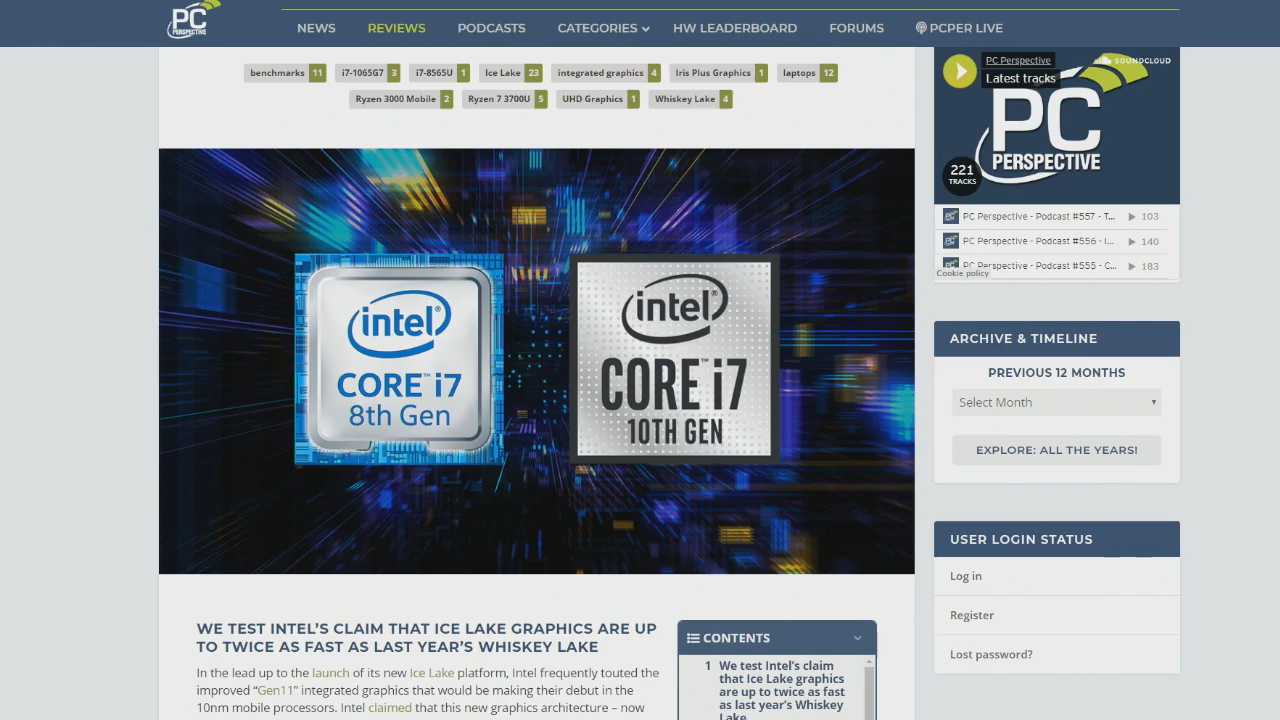 PC PERSPECTIVE
NEWS REVIEWS PODCASTS CATEGORIES HW LEADERBOARD FORUMS PCPER LIVE
benchmarks 11 i7-1065G7 3 i7-8565U 1 Ice Lake 23 integrated graphics 4 Iris Plus Graphics 1 laptops 12
Ryzen 3000 Mobile 2 Ryzen 7 3700U 5 UHD Graphics 1 Whiskey Lake 4
intel®
CORE™ i7
8th Gen
intel®
CORE™ i7
10TH GEN
WE TEST INTEL’S CLAIM THAT ICE LAKE GRAPHICS ARE UP
TO TWICE AS FAST AS LAST YEAR’S WHISKEY LAKE
In the lead up to the launch of its new Ice Lake platform, Intel frequently touted the
improved “Gen11” integrated graphics that would be making their debut in the
10nm mobile processors. Intel claimed that this new graphics architecture – now
CONTENTS
1 We test Intel’s claim
that Ice Lake graphics
are up to twice as fast
as last year’s Whiskey
Lake
PC Perspective
SOUNDCLOUD
Latest tracks
PC
PERSPECTIVE
221
TRACKS
PC Perspective - Podcast #557 - T... 103
PC Perspective - Podcast #556 - I... 140
PC Perspective - Podcast #555 - C... 183
Cookie policy
ARCHIVE & TIMELINE
PREVIOUS 12 MONTHS
Select Month
EXPLORE: ALL THE YEARS!
USER LOGIN STATUS
Log in
Register
Lost password?